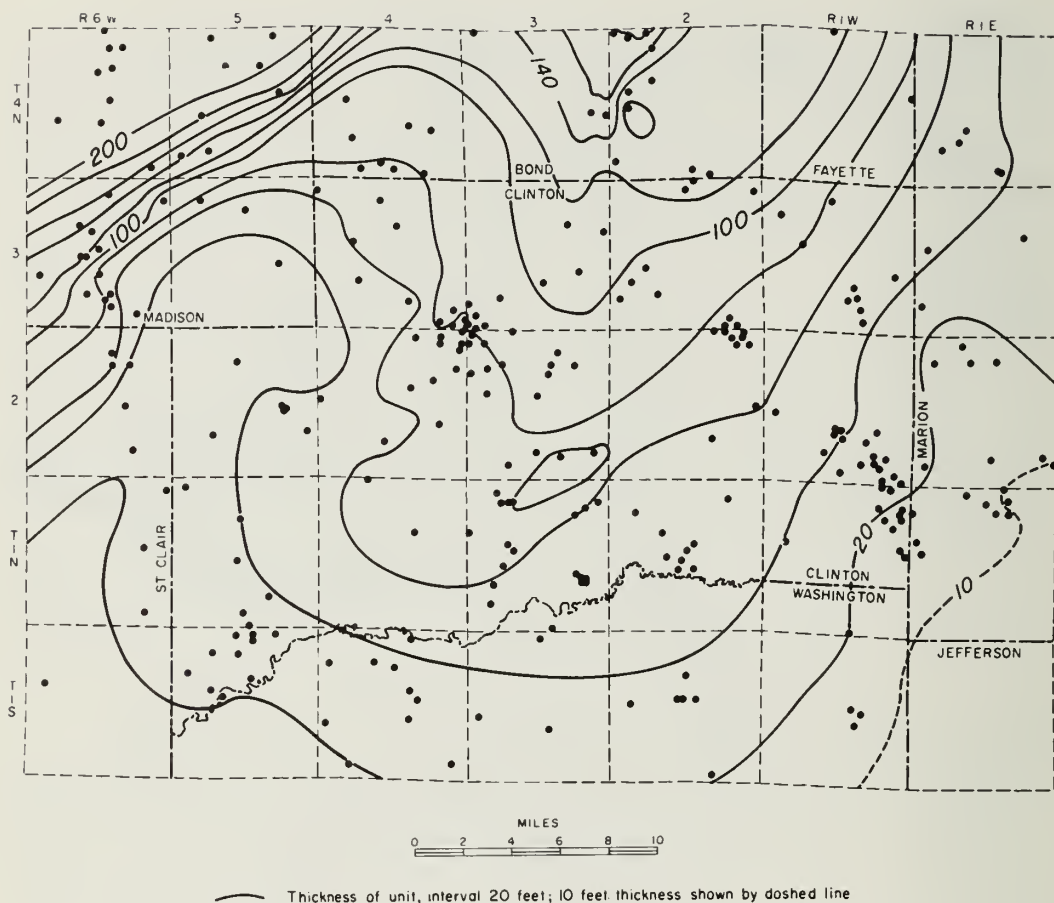 R 6 W 5 4 3 2 R 1 W R 1 E
T 4 N
200
140
BOND
CLINTON
FAYETTE
100
100
3
MADISON
2
MARION
ST CLAIR
T 1 N
20
10
CLINTON
WASHINGTON
JEFFERSON
T 1 S
MILES
0 2 4 6 8 10
Thickness of unit, interval 20 feet; 10 feet thickness shown by dashed line